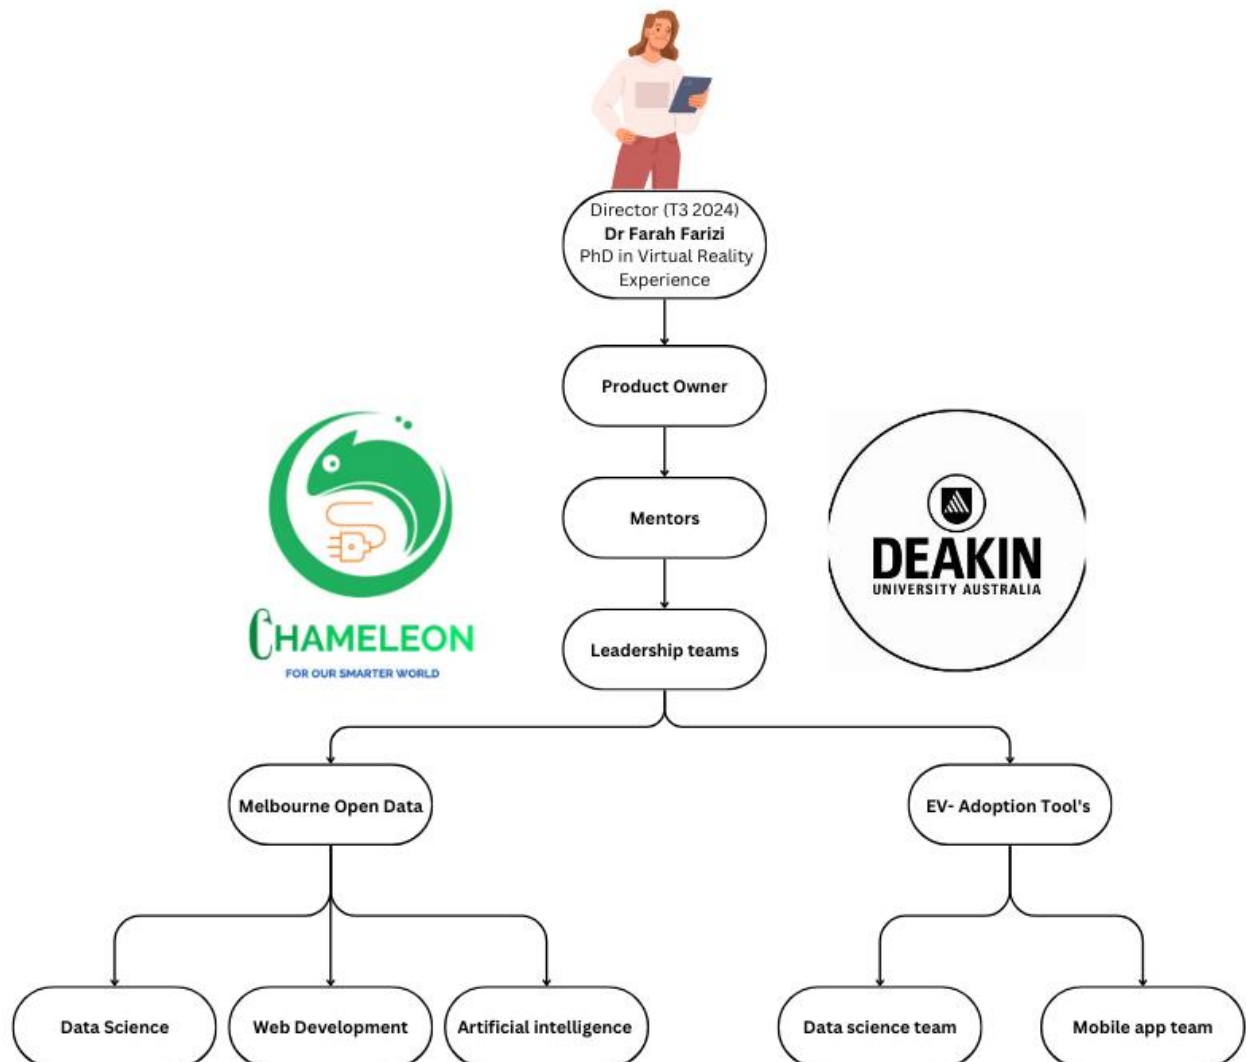 Director (T3 2024)
Dr Farah Farizi
PhD in Virtual Reality
Experience
Product Owner
Mentors
CHAMELEON
FOR OUR SMARTER WORLD
DEAKIN
UNIVERSITY AUSTRALIA
Leadership teams
Melbourne Open Data
EV- Adoption Tool's
Data Science
Web Development
Artificial intelligence
Data science team
Mobile app team